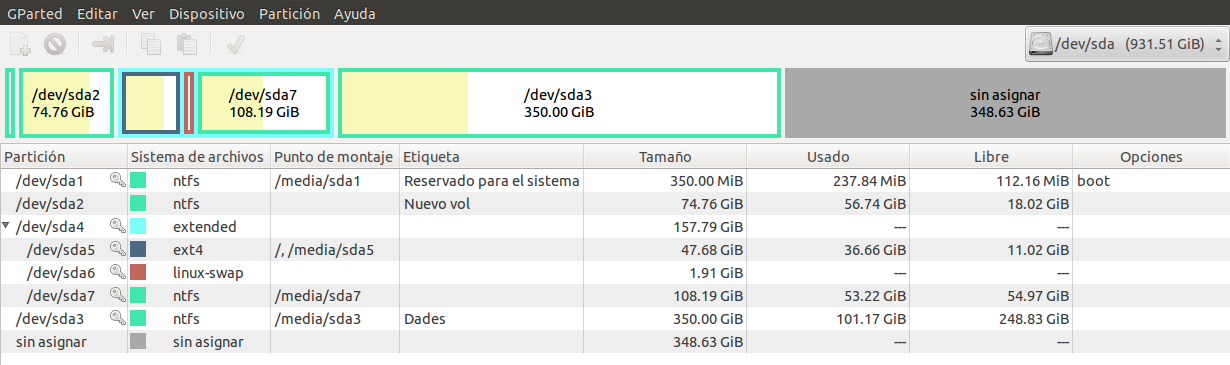 GParted Editar Ver Dispositivo Partición Ayuda
/dev/sda (931.51 GiB)
/dev/sda2 /dev/sda7 /dev/sda3 sin asignar
74.76 GiB 108.19 GiB 350.00 GiB 348.63 GiB
Partición Sistema de archivos Punto de montaje Etiqueta Tamaño Usado Libre Opciones
/dev/sda1 ntfs /media/sda1 Reservado para el sistema 350.00 MiB 237.84 MiB 112.16 MiB boot
/dev/sda2 ntfs Nuevo vol 74.76 GiB 56.74 GiB 18.02 GiB
/dev/sda4 extended 157.79 GiB --- ---
/dev/sda5 ext4 /, /media/sda5 47.68 GiB 36.66 GiB 11.02 GiB
/dev/sda6 linux-swap 1.91 GiB --- ---
/dev/sda7 ntfs /media/sda7 108.19 GiB 53.22 GiB 54.97 GiB
/dev/sda3 ntfs /media/sda3 Dades 350.00 GiB 101.17 GiB 248.83 GiB
sin asignar sin asignar 348.63 GiB --- ---